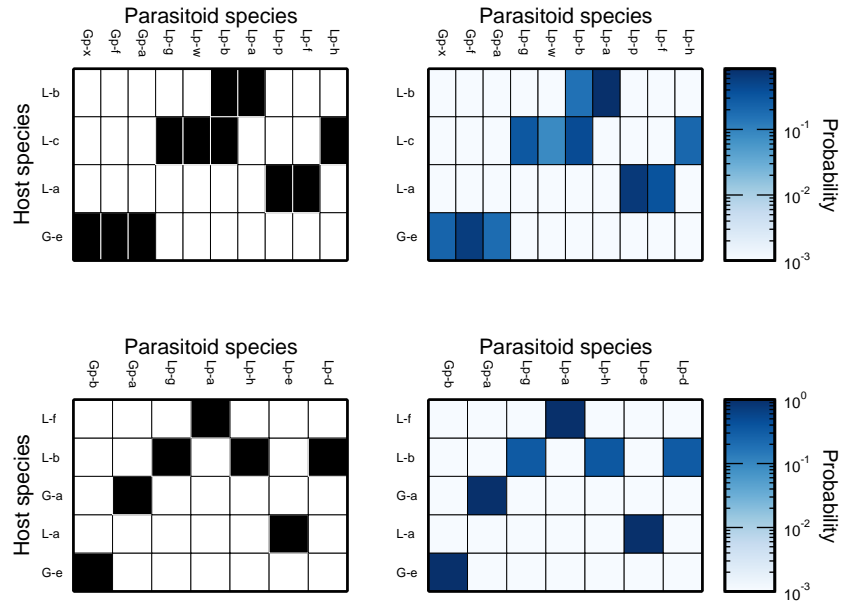 Parasitoid species
Gp-x Gp-f Gp-a Lp-g Lp-w Lp-b Lp-a Lp-p Lp-f Lp-h
Host species
L-b
L-c
L-a
G-e
Parasitoid species
Gp-x Gp-f Gp-a Lp-g Lp-w Lp-b Lp-a Lp-p Lp-f Lp-h
L-b
L-c
L-a
G-e
10^-1
10^-2
10^-3
Probability
Parasitoid species
Gp-b Gp-a Lp-g Lp-a Lp-h Lp-e Lp-d
Host species
L-f
L-b
G-a
L-a
G-e
Parasitoid species
Gp-b Gp-a Lp-g Lp-a Lp-h Lp-e Lp-d
L-f
L-b
G-a
L-a
G-e
10^0
10^-1
10^-2
10^-3
Probability